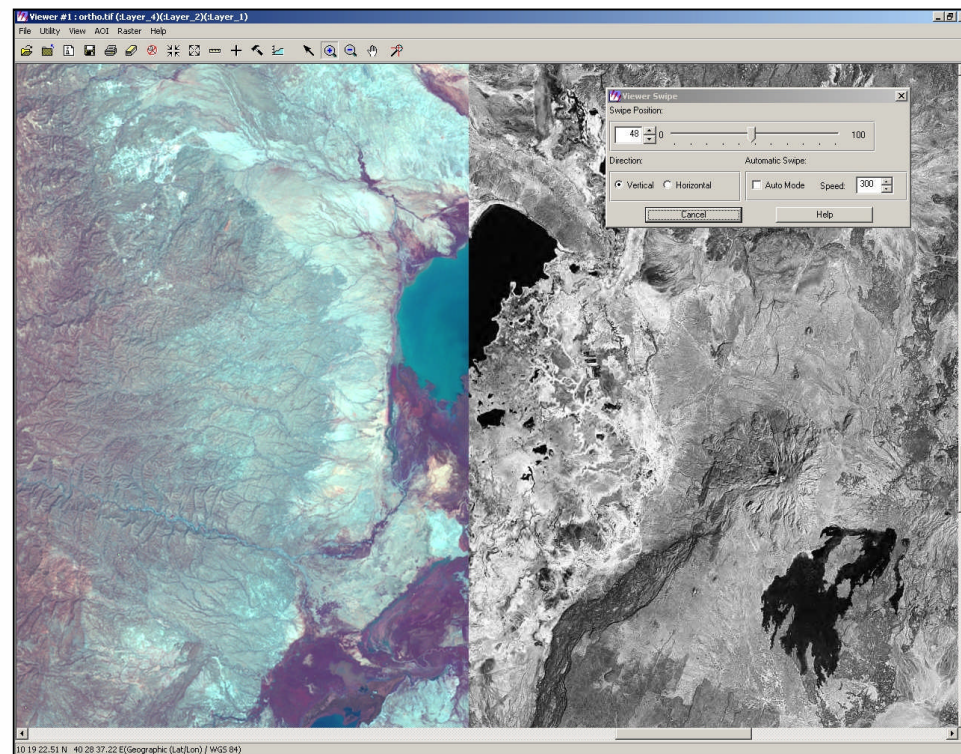 Viewer #1 : ortho.tif (:Layer_4)(:Layer_2)(:Layer_1)
File Utility View AOI Raster Help
Viewer Swipe
Swipe Position:
48 0 100
Direction: Automatic Swipe:
Vertical Horizontal Auto Mode Speed: 300
Cancel Help
10 19 22.51 N 40 28 37.22 E(Geographic (Lat/Lon) / WGS 84)